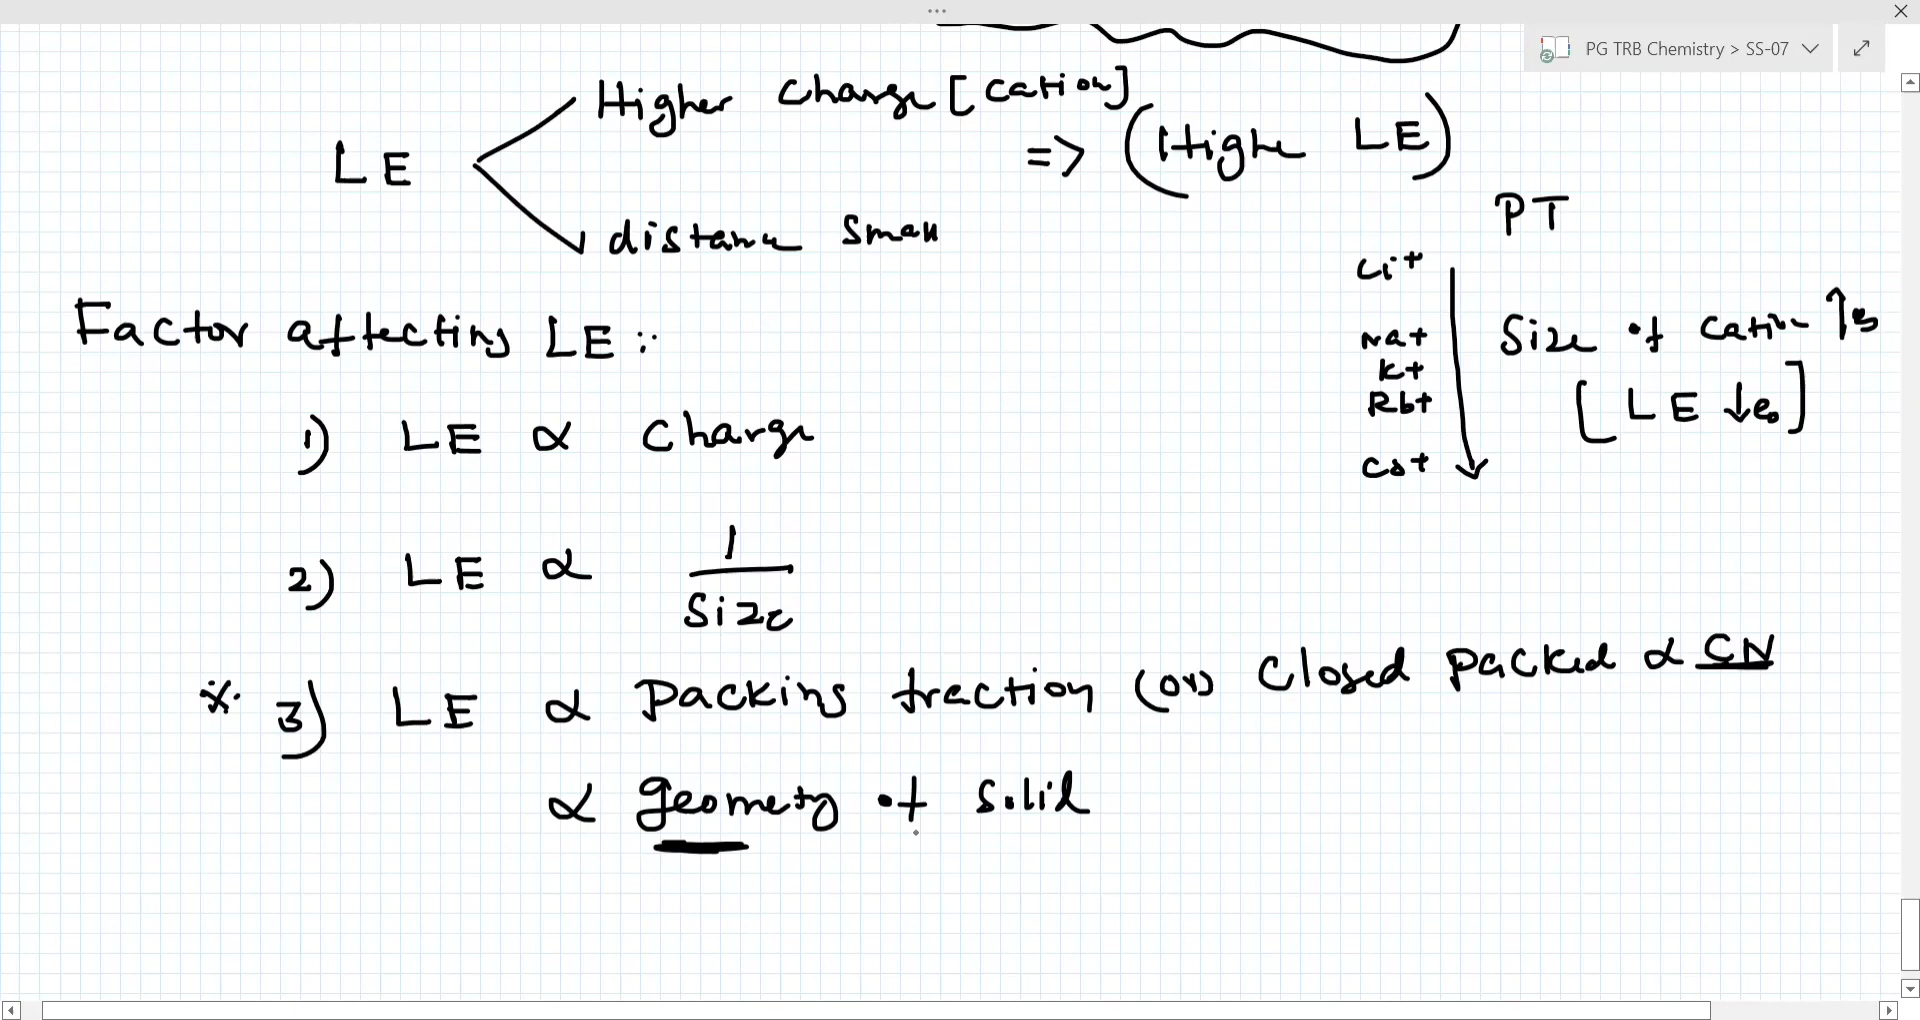 PG TRB Chemistry > SS-07
Higher Charge [cation]
LE
=> (Highe LE)
distance small
PT
Li+
Na+
K+
Rb+
Cs+
Size of cation ↑es
[LE ↓es]
Factor affecting LE :-
1) LE ∝ Charge
2) LE ∝ 1/Size
※ 3) LE ∝ Packing fraction (or) Closed packed ∝ CN
∝ geomety of solid